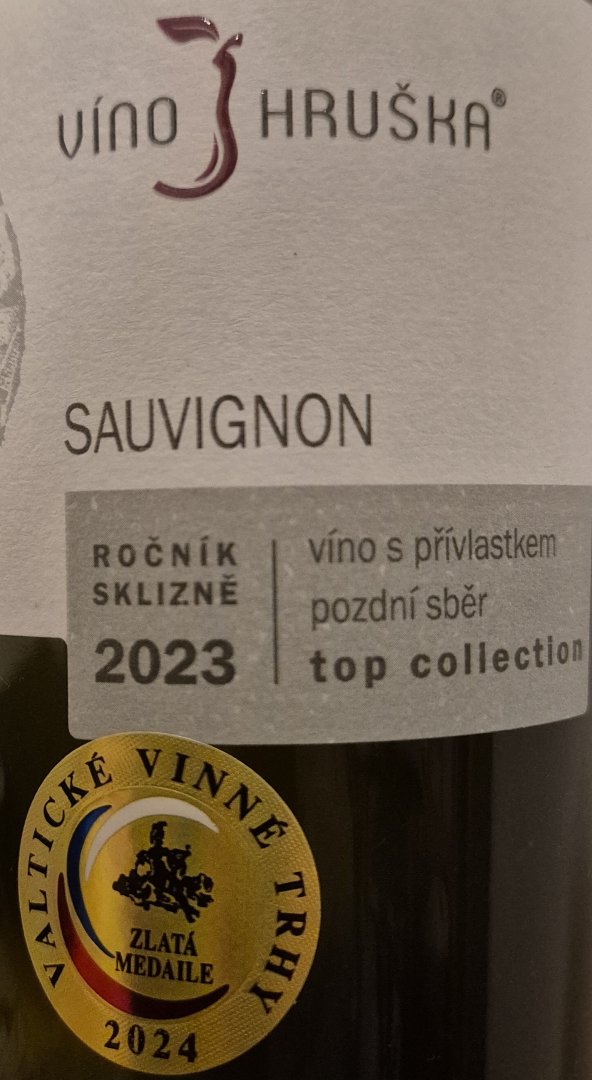 VÍNO HRUŠKA®
SAUVIGNON
ROČNÍK
SKLIZNĚ
2023
víno s přívlastkem
pozdní sběr
top collection
VALTICKÉ VINNÉ TRHY
ZLATÁ
MEDAILE
2024